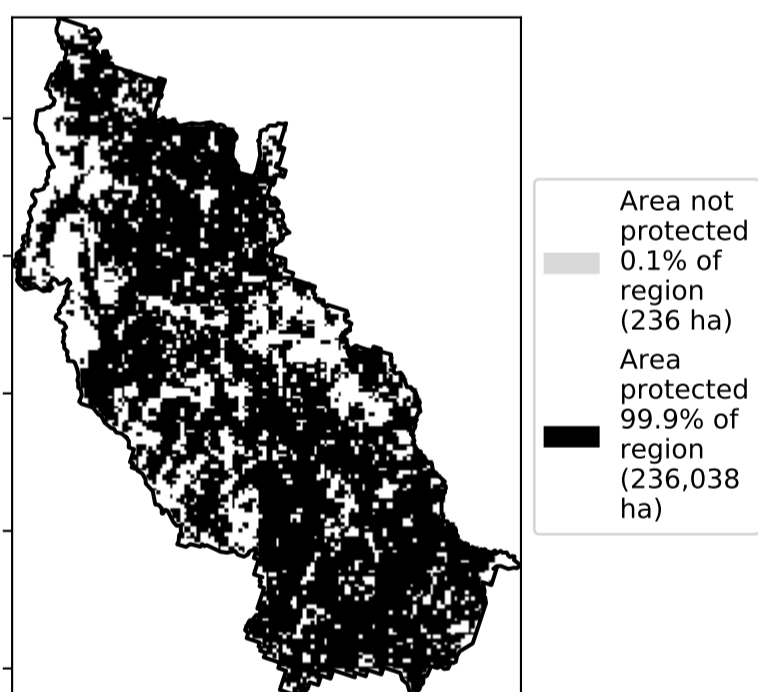 Area not
protected
0.1% of
region
(236 ha)
Area
protected
99.9% of
region
(236,038
ha)